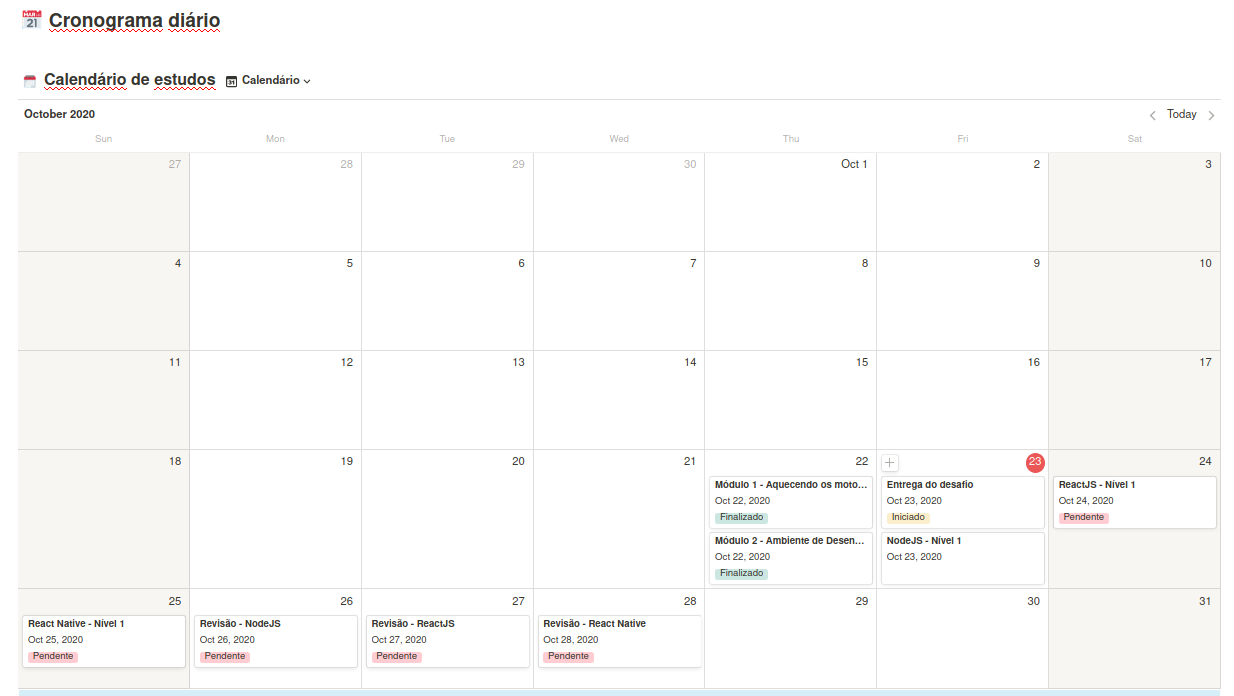 Cronograma diário
Calendário de estudos Calendário
October 2020 Today
Sun Mon Tue Wed Thu Fri Sat
27 28 29 30 Oct 1 2 3
4 5 6 7 8 9 10
11 12 13 14 15 16 17
18 19 20 21 22 23 24
Módulo 1 - Aquecendo os moto... Entrega do desafio ReactJS - Nível 1
Oct 22, 2020 Oct 23, 2020 Oct 24, 2020
Finalizado Iniciado Pendente
Módulo 2 - Ambiente de Desen... NodeJS - Nível 1
Oct 22, 2020 Oct 23, 2020
Finalizado
25 26 27 28 29 30 31
React Native - Nível 1 Revisão - NodeJS Revisão - ReactJS Revisão - React Native
Oct 25, 2020 Oct 26, 2020 Oct 27, 2020 Oct 28, 2020
Pendente Pendente Pendente Pendente